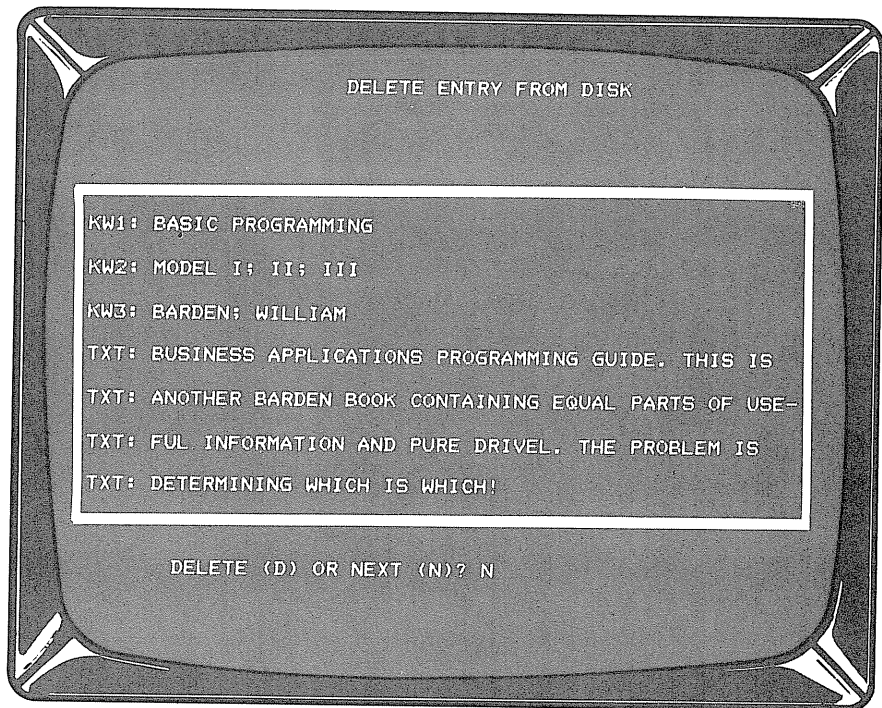 DELETE ENTRY FROM DISK
KW1: BASIC PROGRAMMING
KW2: MODEL I; II; III
KW3: BARDEN; WILLIAM
TXT: BUSINESS APPLICATIONS PROGRAMMING GUIDE. THIS IS
TXT: ANOTHER BARDEN BOOK CONTAINING EQUAL PARTS OF USE-
TXT: FUL INFORMATION AND PURE DRIVEL. THE PROBLEM IS
TXT: DETERMINING WHICH IS WHICH!
DELETE (D) OR NEXT (N)? N